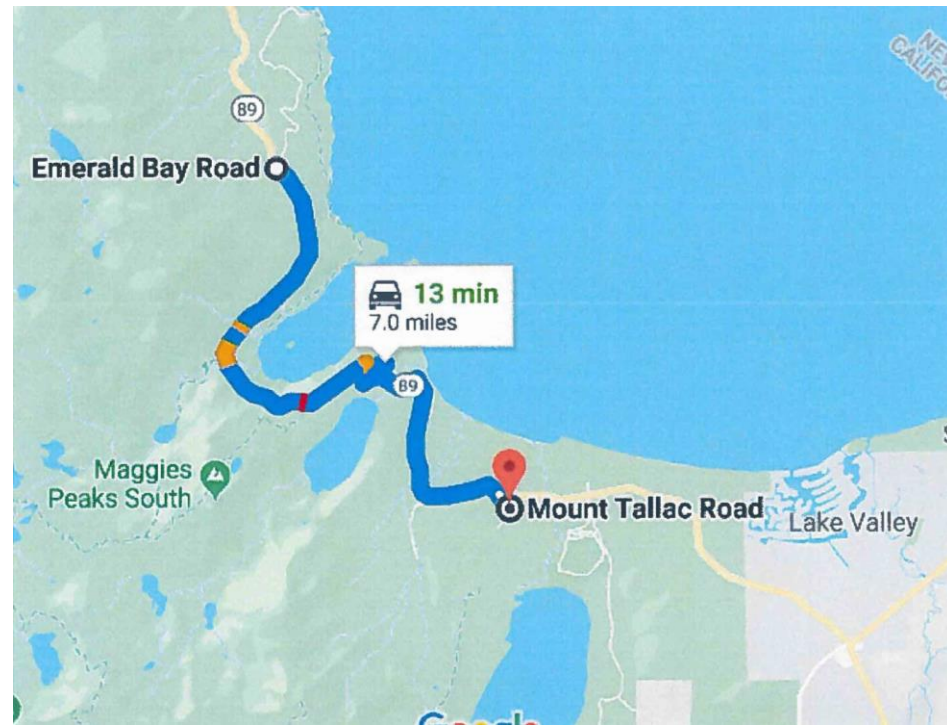 89
Emerald Bay Road
13 min
7.0 miles
89
Maggies
Peaks South
Mount Tallac Road
Lake Valley